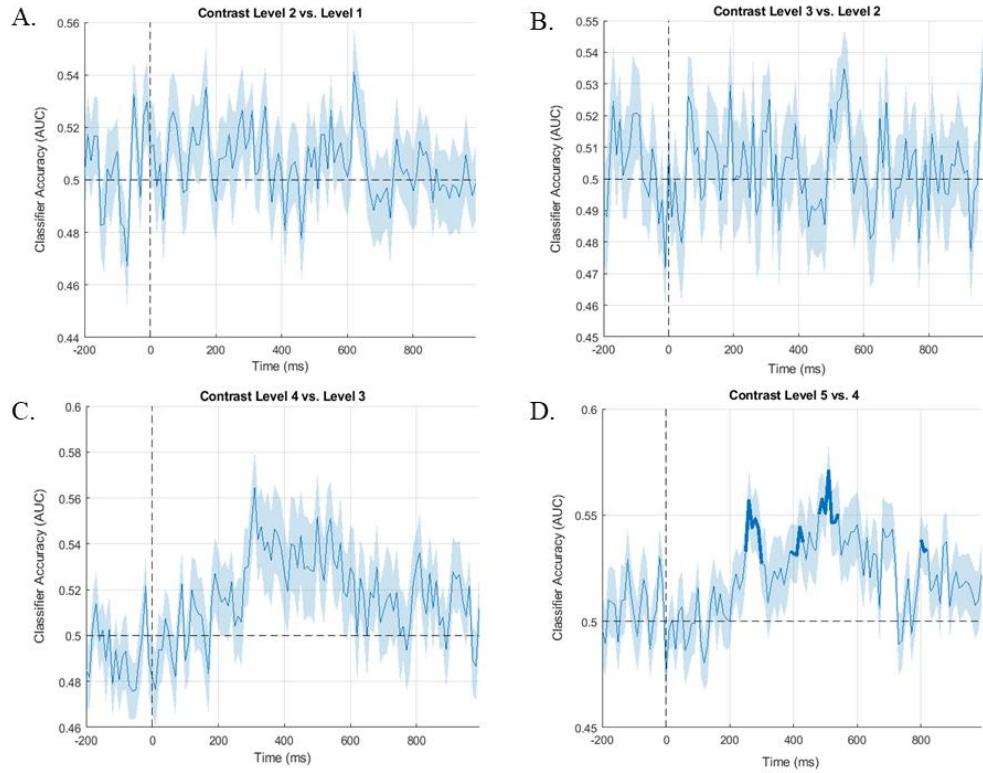 A.
Contrast Level 2 vs. Level 1
Classifier Accuracy (AUC)
0.56
0.54
0.52
0.5
0.48
0.46
0.44
-200 0 200 400 600 800
Time (ms)
B.
Contrast Level 3 vs. Level 2
Classifier Accuracy (AUC)
0.55
0.54
0.53
0.52
0.51
0.5
0.49
0.48
0.47
0.46
0.45
-200 0 200 400 600 800
Time (ms)
C.
Contrast Level 4 vs. Level 3
Classifier Accuracy (AUC)
0.6
0.58
0.56
0.54
0.52
0.5
0.48
0.46
-200 0 200 400 600 800
Time (ms)
D.
Contrast Level 5 vs. 4
Classifier Accuracy (AUC)
0.6
0.55
0.5
0.45
-200 0 200 400 600 800
Time (ms)